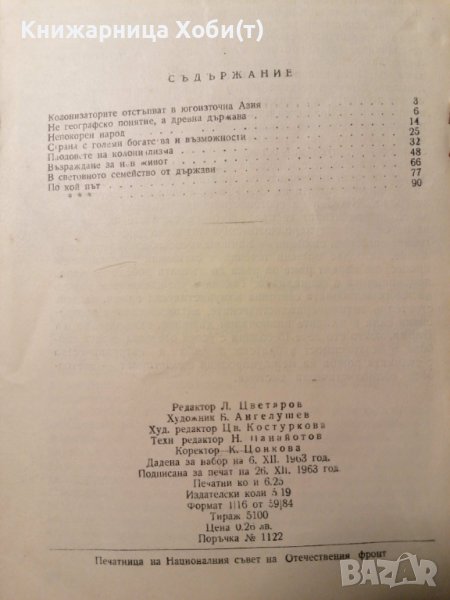 Книжарница Хоби(т)
СЪДЪРЖАНИЕ
Колонизаторите отстъпват в югоизточна Азия . . . 3
Не географско понятие, а древна държава . . . 6
Непокорен народ . . . 14
Страна с големи богатства и възможности . . . 25
Плодовете на колониализма . . . 32
Възраждане за нов живот . . . 48
В световното семейство от държави . . . 66
По кой път . . . 77
* * * . . . 90
Редактор Л. Цветаров
Художник Б. Ангелушев
Худ. редактор Цв. Костуркова
Техн редактор Н. Панайотов
Коректор К. Цонкова
Дадена за набор на 6. XII. 1963 год.
Подписана за печат на 26. XII. 1963 год.
Печатни ко и 6.25
Издателски коли 5 19
Формат 1/16 от 59/84
Тираж 5100
Цена 0.26 лв.
Поръчка № 1122
Печатница на Националния съвет на Отечествения фронт
BAZAR